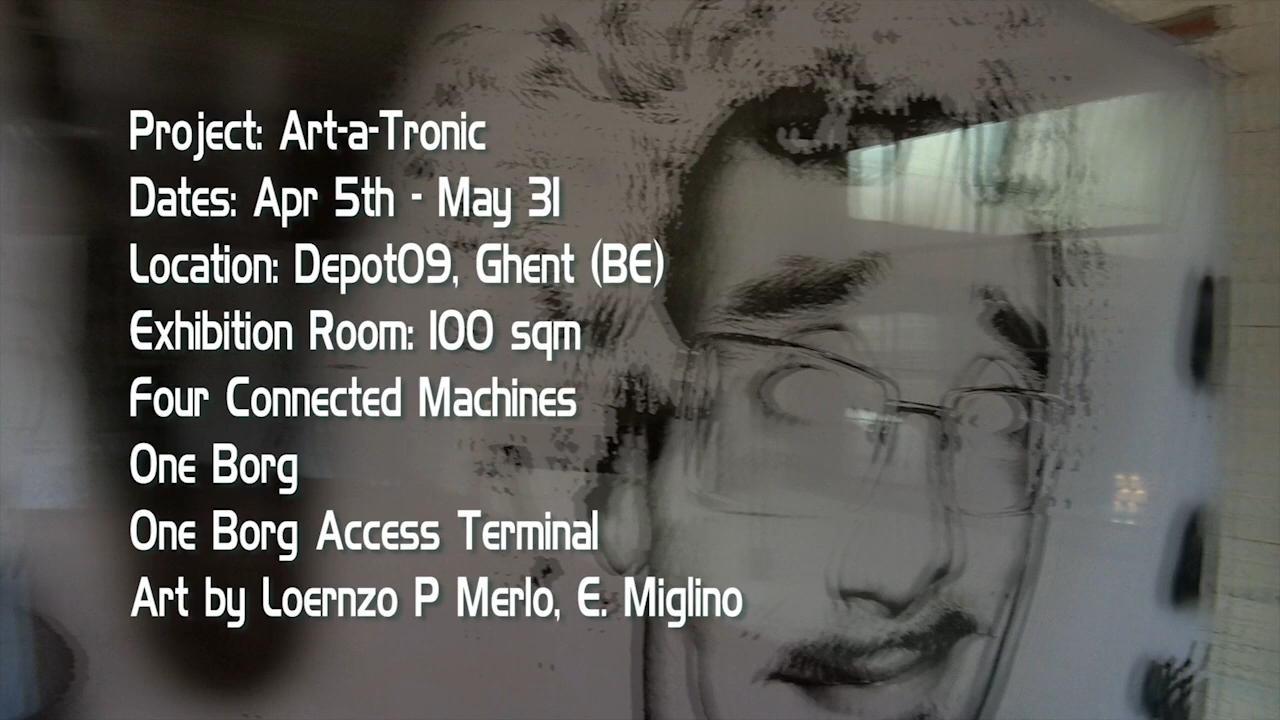 Project: Art-a-Tronic
Dates: Apr 5th - May 31
Location: Depot09, Ghent (BE)
Exhibition Room: 100 sqm
Four Connected Machines
One Borg
One Borg Access Terminal
Art by Loernzo P Merlo, E. Miglino